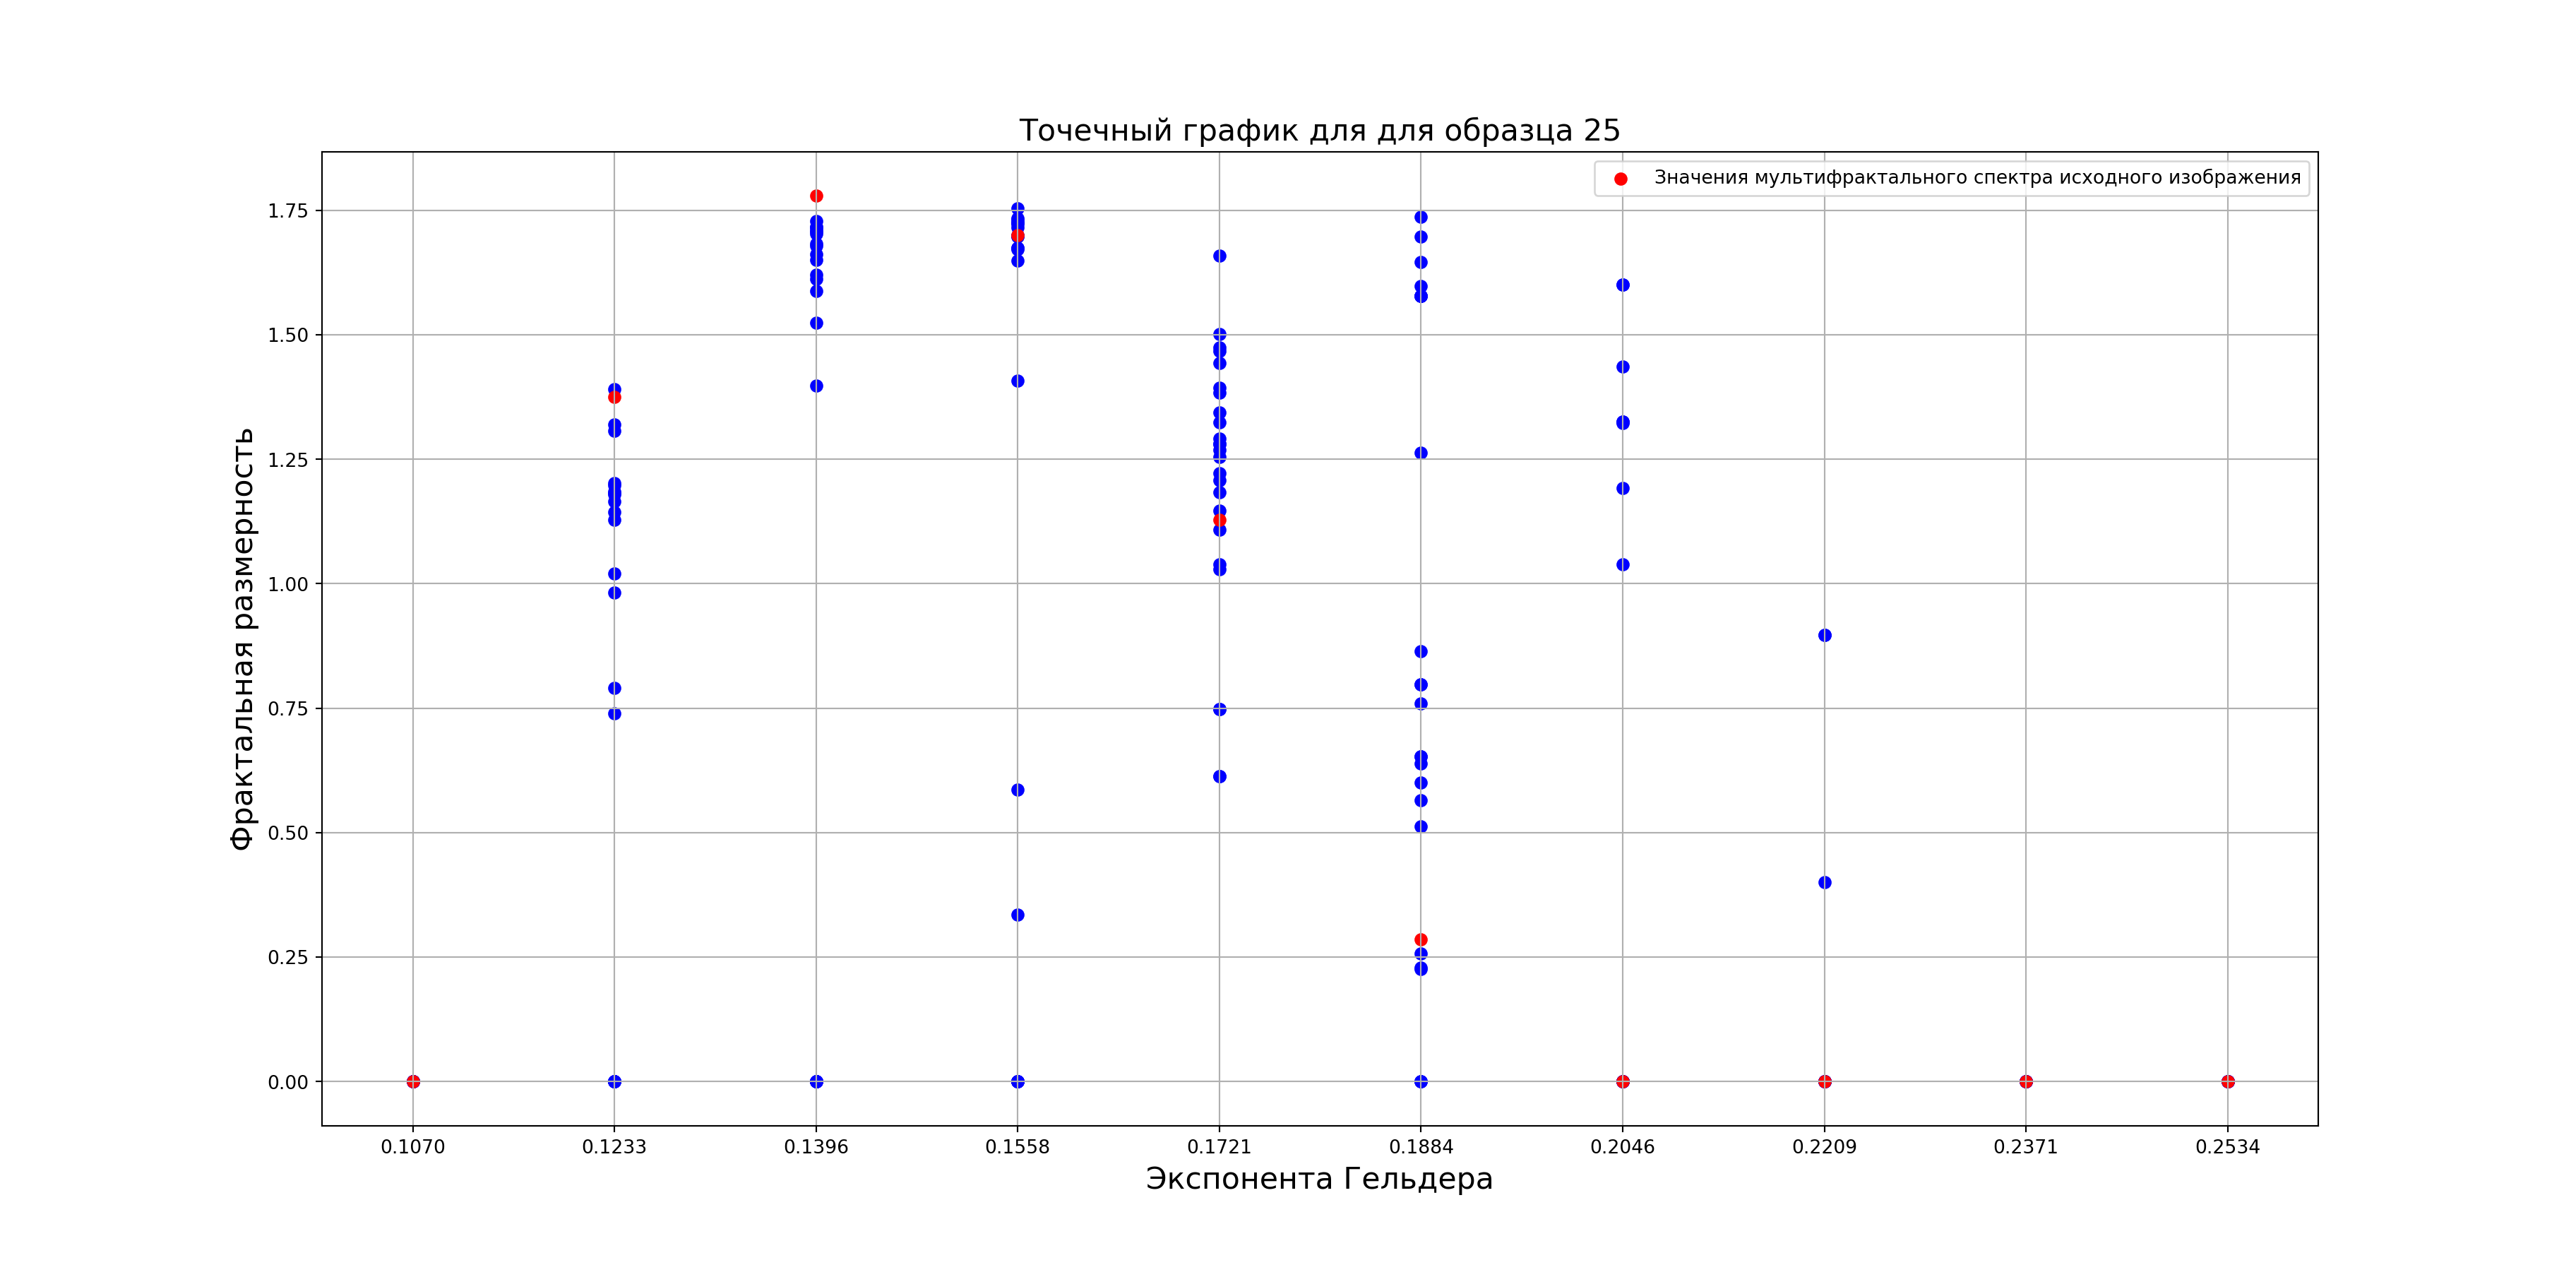 Точечный график для для образца 25
Значения мультифрактального спектра исходного изображения
Фрактальная размерность
1.75
1.50
1.25
1.00
0.75
0.50
0.25
0.00
0.1070 0.1233 0.1396 0.1558 0.1721 0.1884 0.2046 0.2209 0.2371 0.2534
Экспонента Гельдера